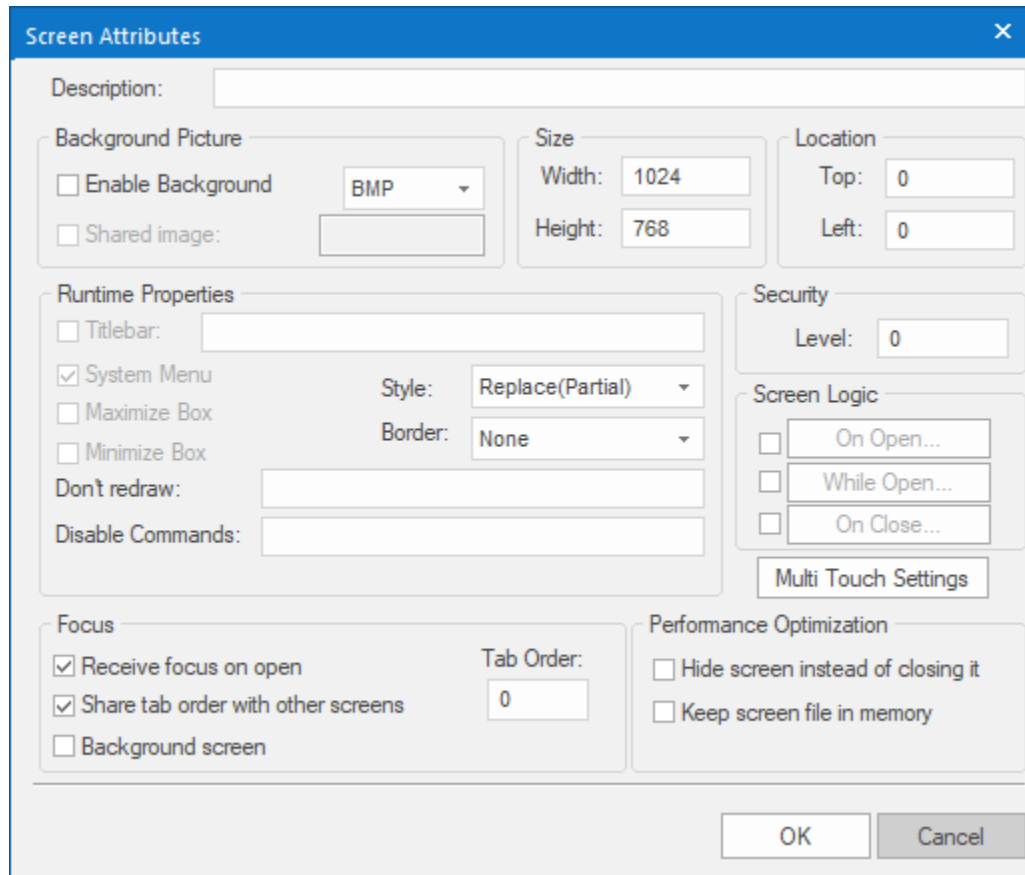 Screen Attributes
Description:
Background Picture
Enable Background
BMP
Shared image:
Size
Width:
1024
Height:
768
Location
Top:
0
Left:
0
Runtime Properties
Titlebar:
System Menu
Maximize Box
Minimize Box
Style:
Replace(Partial)
Border:
None
Don't redraw:
Disable Commands:
Security
Level:
0
Screen Logic
On Open...
While Open...
On Close...
Multi Touch Settings
Focus
Receive focus on open
Share tab order with other screens
Background screen
Tab Order:
0
Performance Optimization
Hide screen instead of closing it
Keep screen file in memory
OK
Cancel